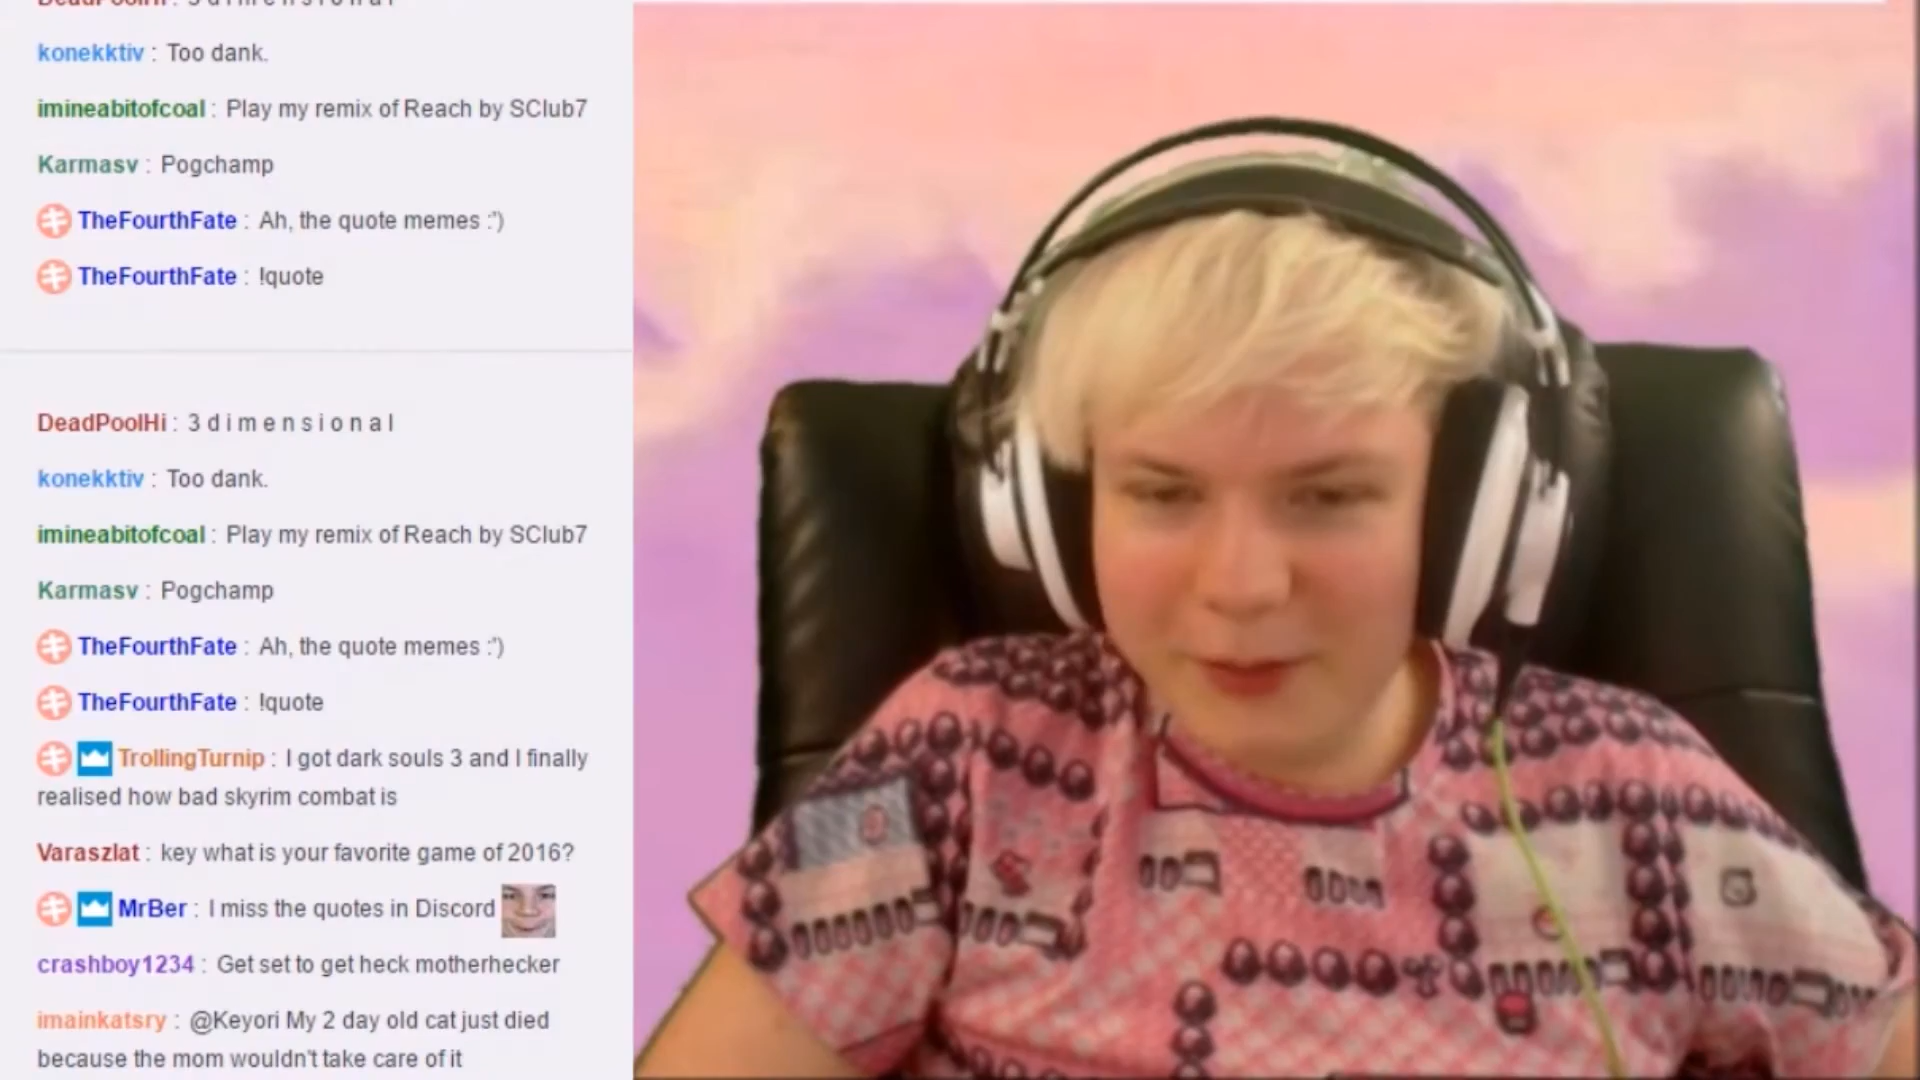 DeadPoolHi : 3 d i m e n s i o n a l
konekktiv : Too dank.
imineabitofcoal : Play my remix of Reach by SClub7
Karmasv : Pogchamp
TheFourthFate : Ah, the quote memes :')
TheFourthFate : !quote
DeadPoolHi : 3 d i m e n s i o n a l
konekktiv : Too dank.
imineabitofcoal : Play my remix of Reach by SClub7
Karmasv : Pogchamp
TheFourthFate : Ah, the quote memes :')
TheFourthFate : !quote
TrollingTurnip : I got dark souls 3 and I finally
realised how bad skyrim combat is
Varaszlat : key what is your favorite game of 2016?
MrBer : I miss the quotes in Discord
crashboy1234 : Get set to get heck motherhecker
imainkatsry : @Keyori My 2 day old cat just died
because the mom wouldn't take care of it